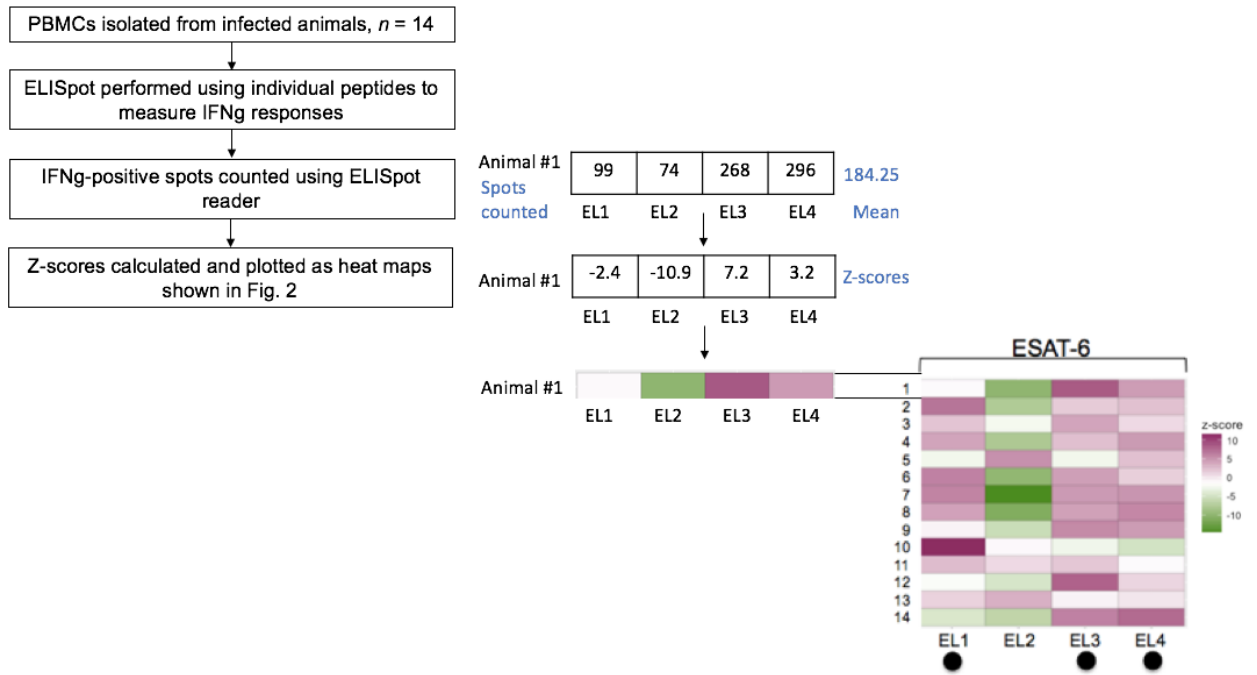 PBMCs isolated from infected animals, n = 14
ELISpot performed using individual peptides to
measure IFNg responses
IFNg-positive spots counted using ELISpot
reader
Z-scores calculated and plotted as heat maps
shown in Fig. 2
Animal #1
Spots
counted
99 74 268 296
184.25
EL1 EL2 EL3 EL4
Mean
Animal #1
-2.4 -10.9 7.2 3.2
Z-scores
EL1 EL2 EL3 EL4
Animal #1
EL1 EL2 EL3 EL4
ESAT-6
1
2
3
4
5
6
7
8
9
10
11
12
13
14
EL1 EL2 EL3 EL4
z-score
10
5
0
-5
-10